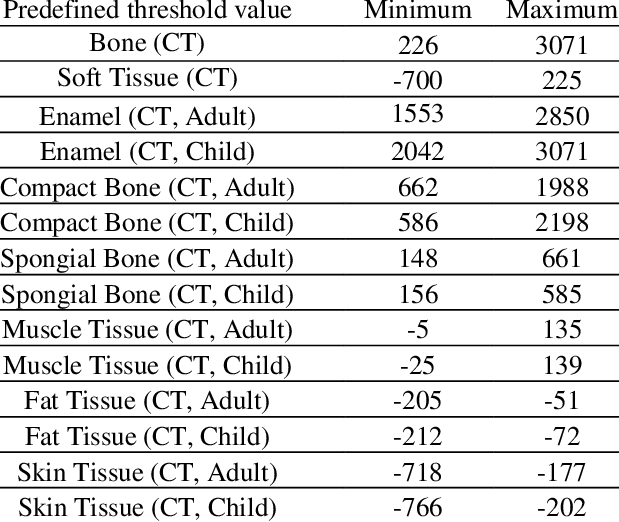 Predefined threshold value Minimum Maximum
Bone (CT) 226 3071
Soft Tissue (CT) -700 225
Enamel (CT, Adult) 1553 2850
Enamel (CT, Child) 2042 3071
Compact Bone (CT, Adult) 662 1988
Compact Bone (CT, Child) 586 2198
Spongial Bone (CT, Adult) 148 661
Spongial Bone (CT, Child) 156 585
Muscle Tissue (CT, Adult) -5 135
Muscle Tissue (CT, Child) -25 139
Fat Tissue (CT, Adult) -205 -51
Fat Tissue (CT, Child) -212 -72
Skin Tissue (CT, Adult) -718 -177
Skin Tissue (CT, Child) -766 -202